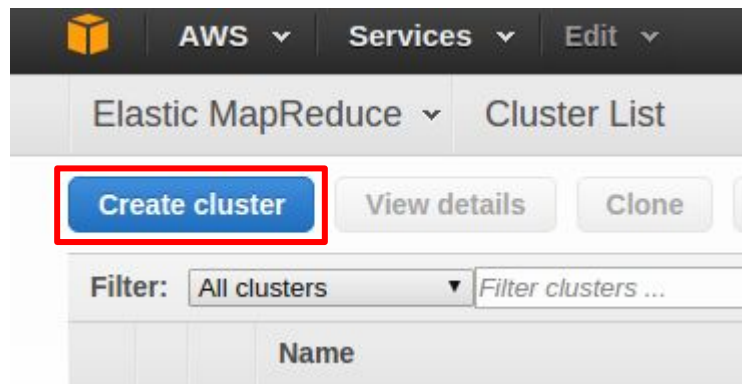 AWS Services Edit
Elastic MapReduce Cluster List
Create cluster View details Clone
Filter: All clusters Filter clusters ...
Name